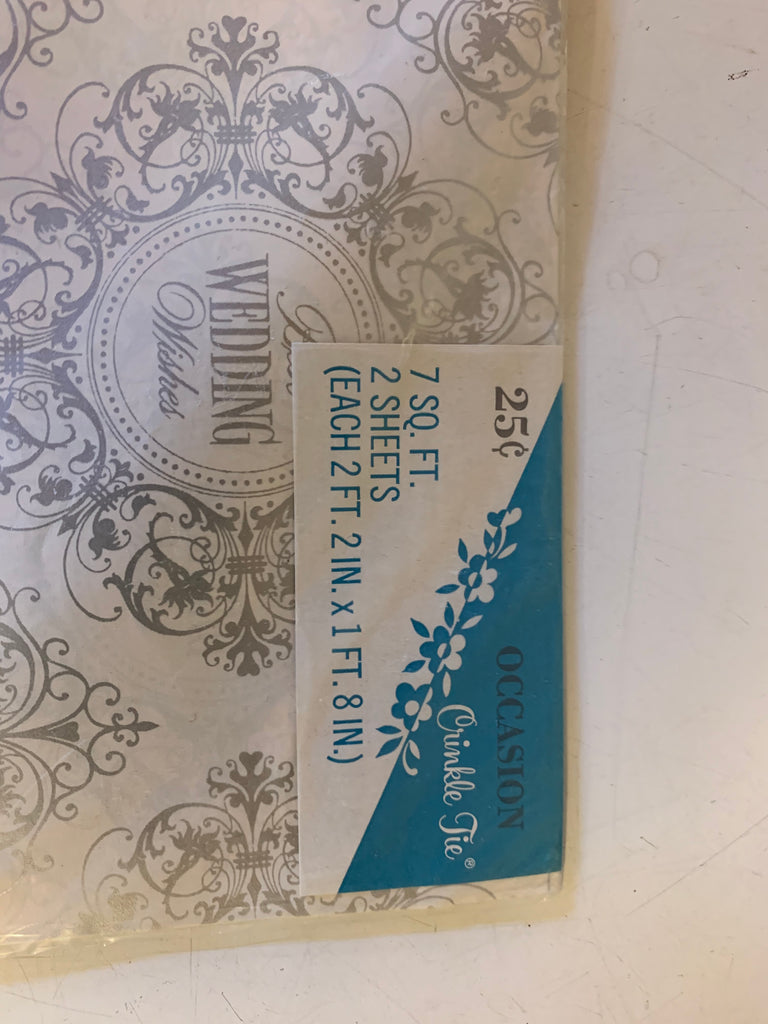 WEDDING
Wishes
25¢
OCCASION
Crinkle Tie®
7 SQ. FT.
2 SHEETS
(EACH 2 FT. 2 IN. x 1 FT. 8 IN.)